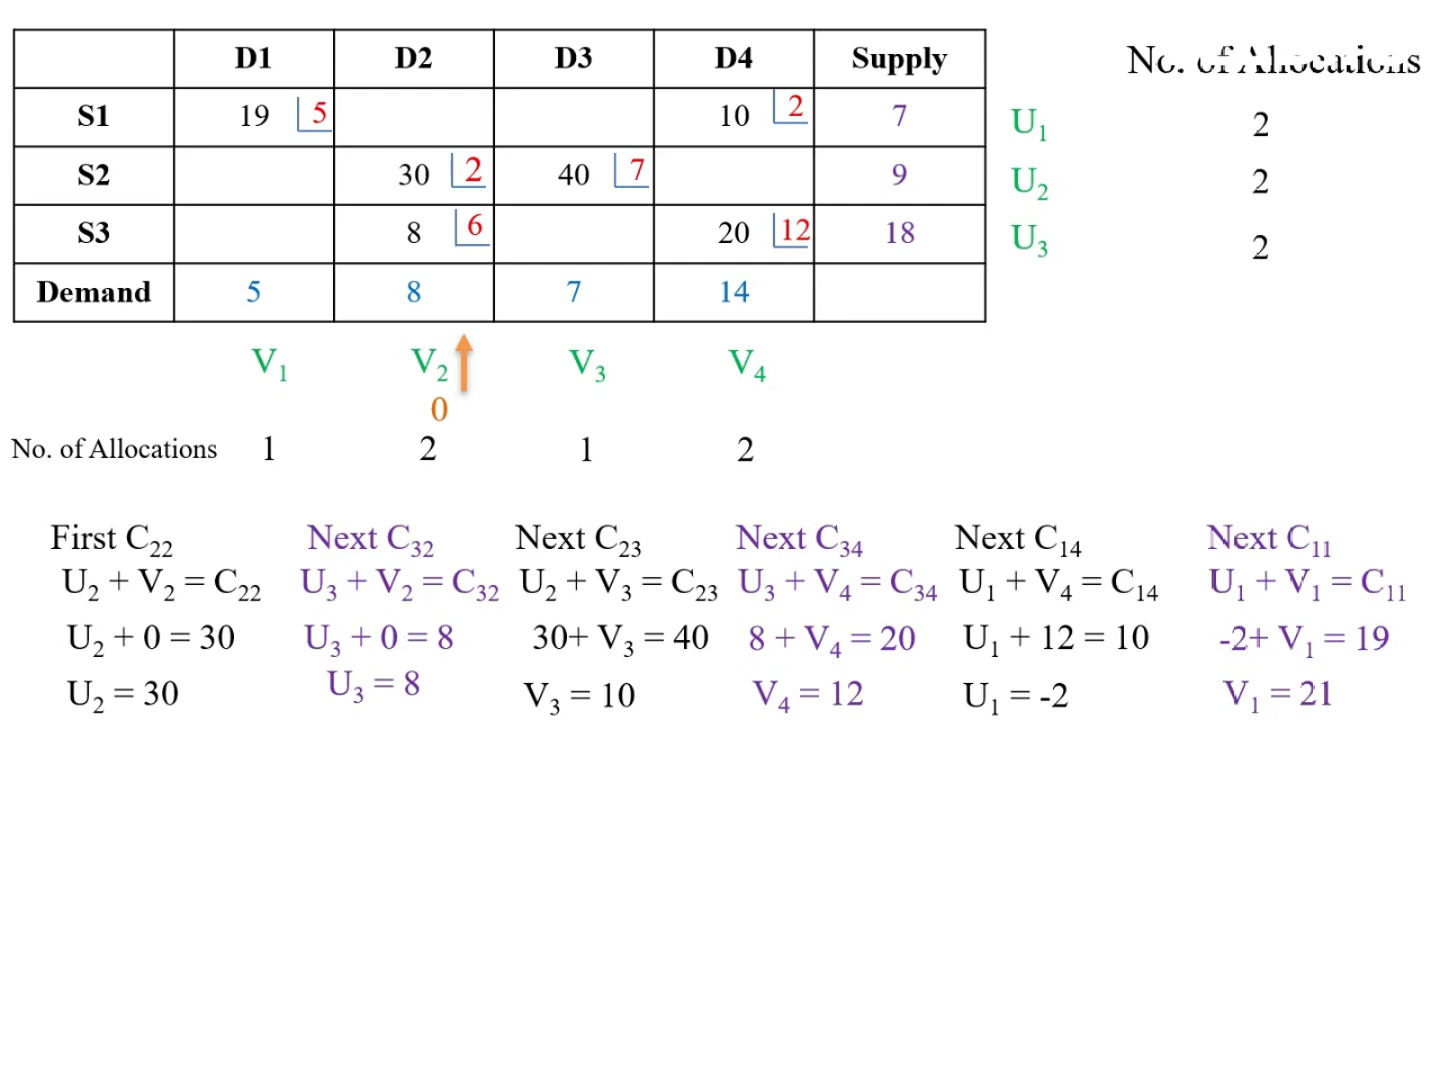 D1 D2 D3 D4 Supply
S1 19 5 10 2 7
S2 30 2 40 7 9
S3 8 6 20 12 18
Demand 5 8 7 14
No. of Allocations
U1 2
U2 2
U3 2
V1 V2 V3 V4
0
No. of Allocations 1 2 1 2
First C22 Next C32 Next C23 Next C34 Next C14 Next C11
U2 + V2 = C22 U3 + V2 = C32 U2 + V3 = C23 U3 + V4 = C34 U1 + V4 = C14 U1 + V1 = C11
U2 + 0 = 30 U3 + 0 = 8 30+ V3 = 40 8 + V4 = 20 U1 + 12 = 10 -2+ V1 = 19
U2 = 30 U3 = 8 V3 = 10 V4 = 12 U1 = -2 V1 = 21